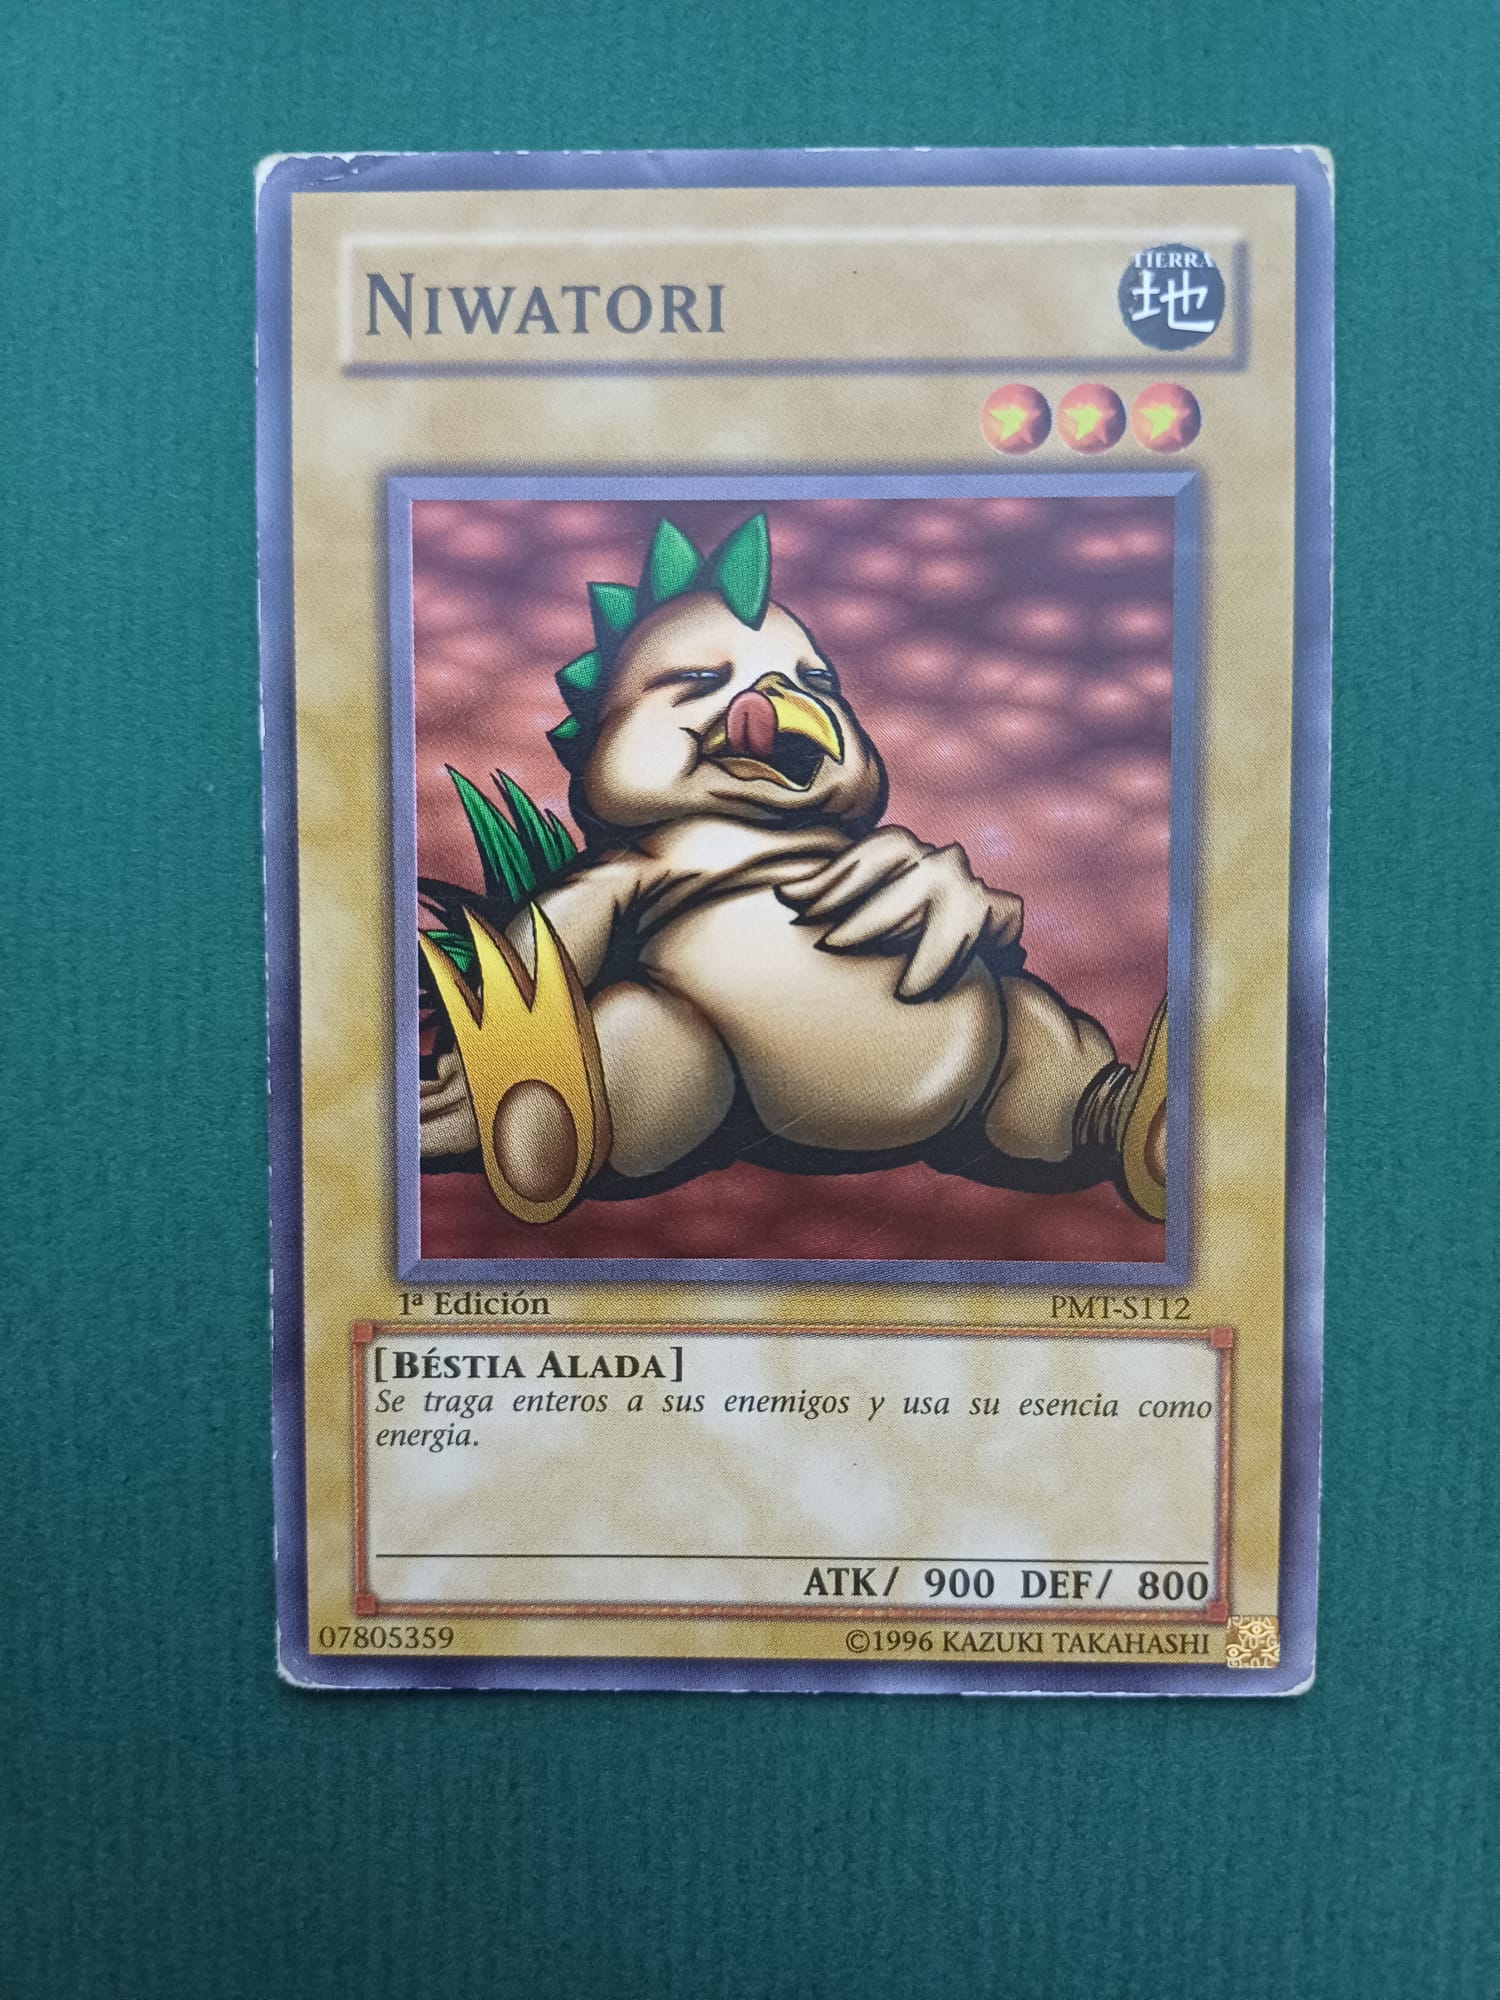 NIWATORI
TIERRA
地
1ª Edición
PMT-S112
[BÉSTIA ALADA]
Se traga enteros a sus enemigos y usa su esencia como
energia.
ATK/ 900 DEF/ 800
07805359
©1996 KAZUKI TAKAHASHI